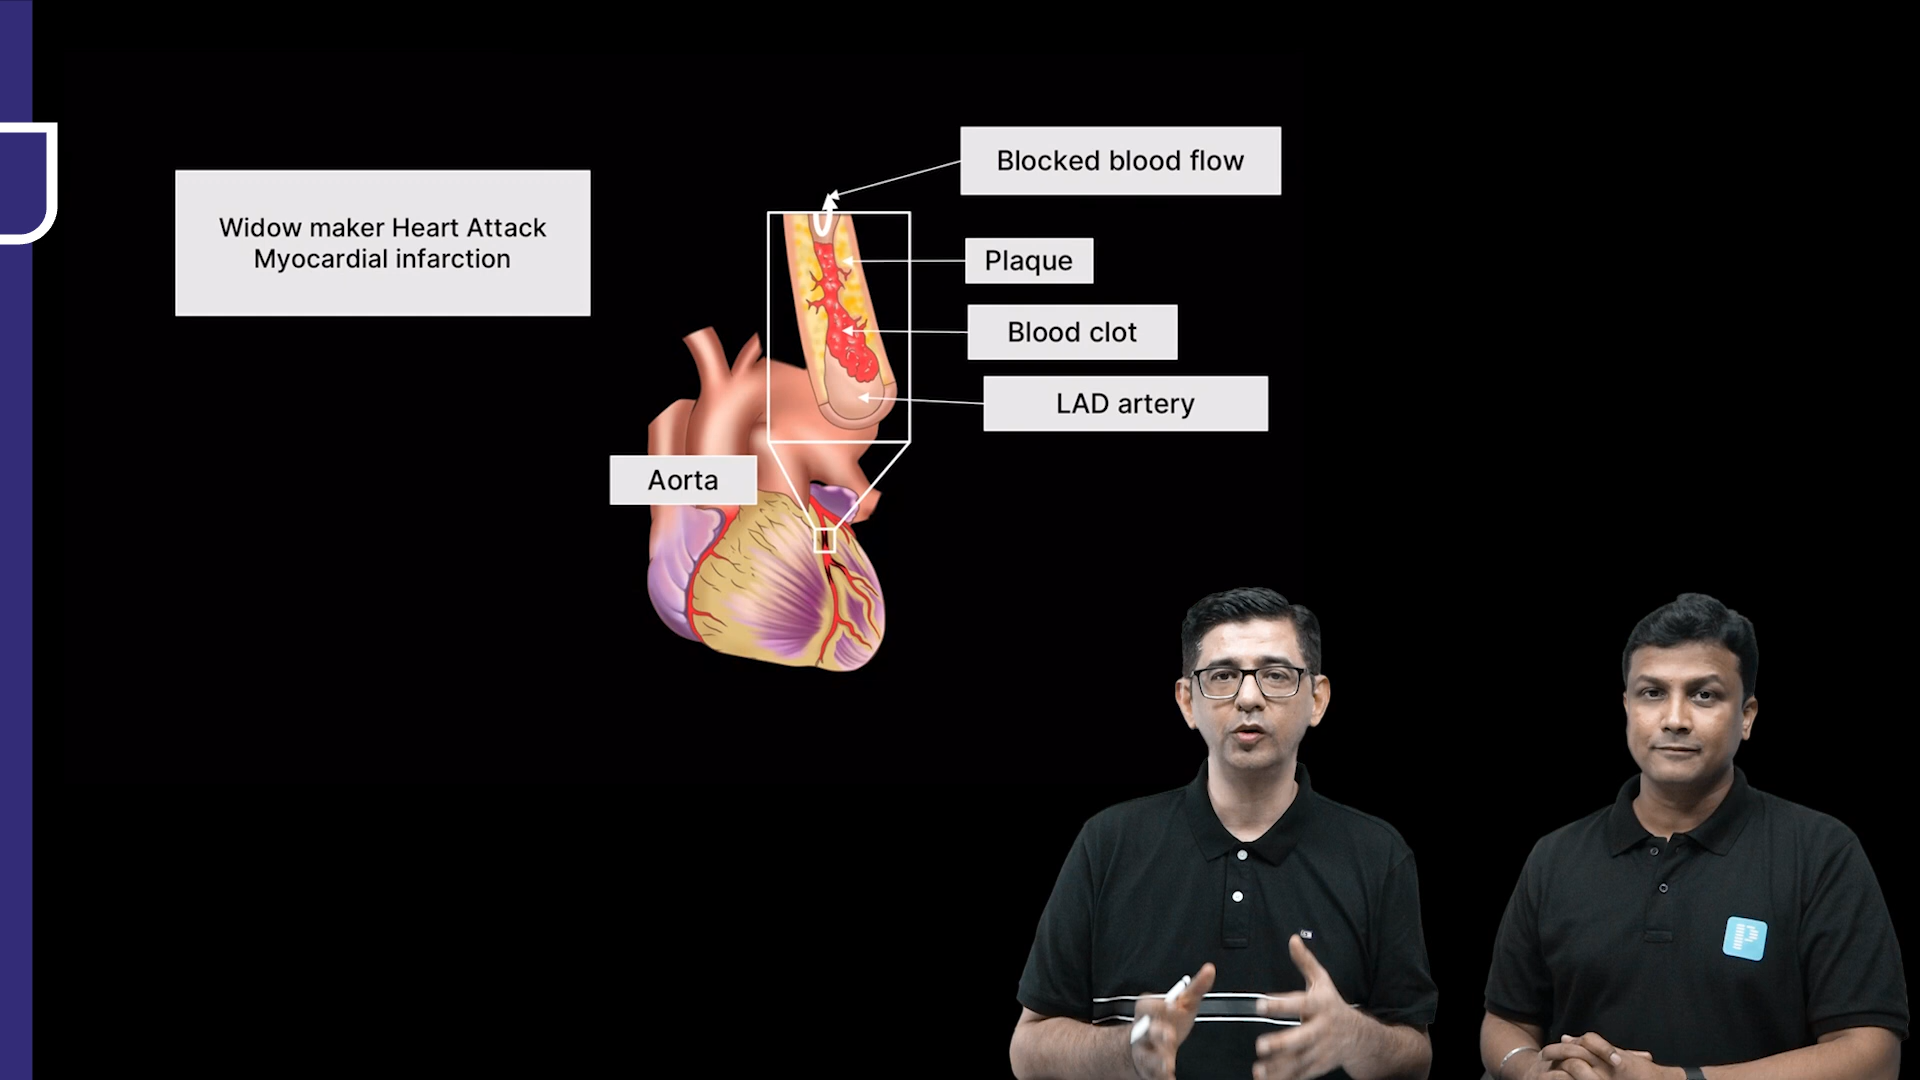 Widow maker Heart Attack
Myocardial infarction
Blocked blood flow
Plaque
Blood clot
LAD artery
Aorta